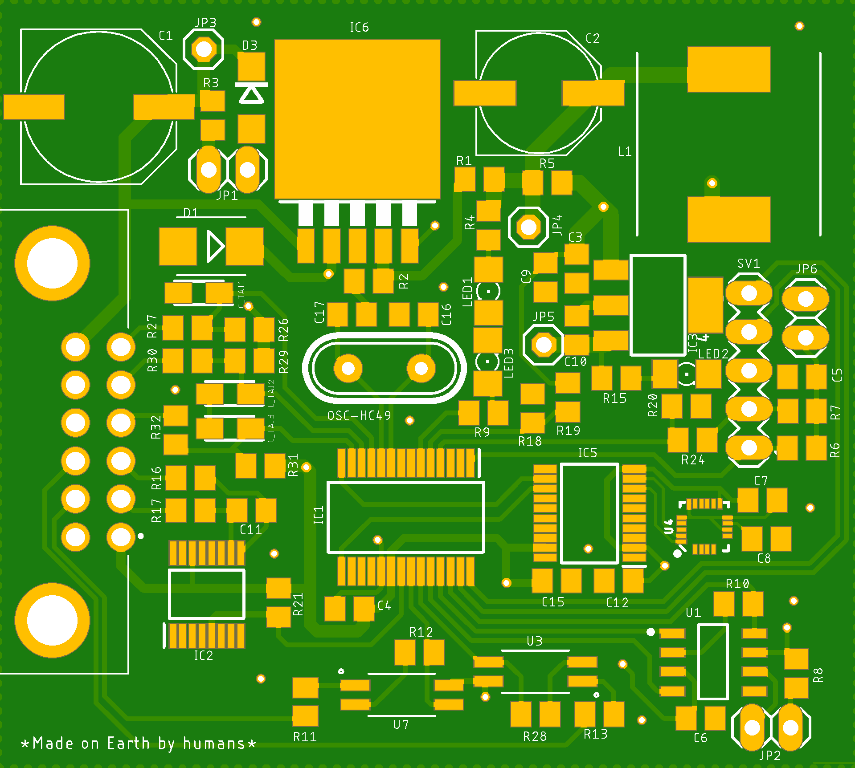 JP3
IC6
C1
D3
C2
R3
L1
R1
R5
JP1
D1
R4
JP4
C3
SV1
JP6
C9
R2
LED1
C17
C16
R27
R26
JP5
IC3
4
R30
R29
LED3
C10
LED2
C5
R15
OSC-HC49
R20
R7
R32
R9
R18
R19
R24
R6
R31
IC5
R16
C7
R17
C11
IC1
U4
C8
R21
C4
C15
C12
R10
U1
IC2
R12
U3
R8
R11
U7
R28
R13
C6
JP2
*Made on Earth by humans*